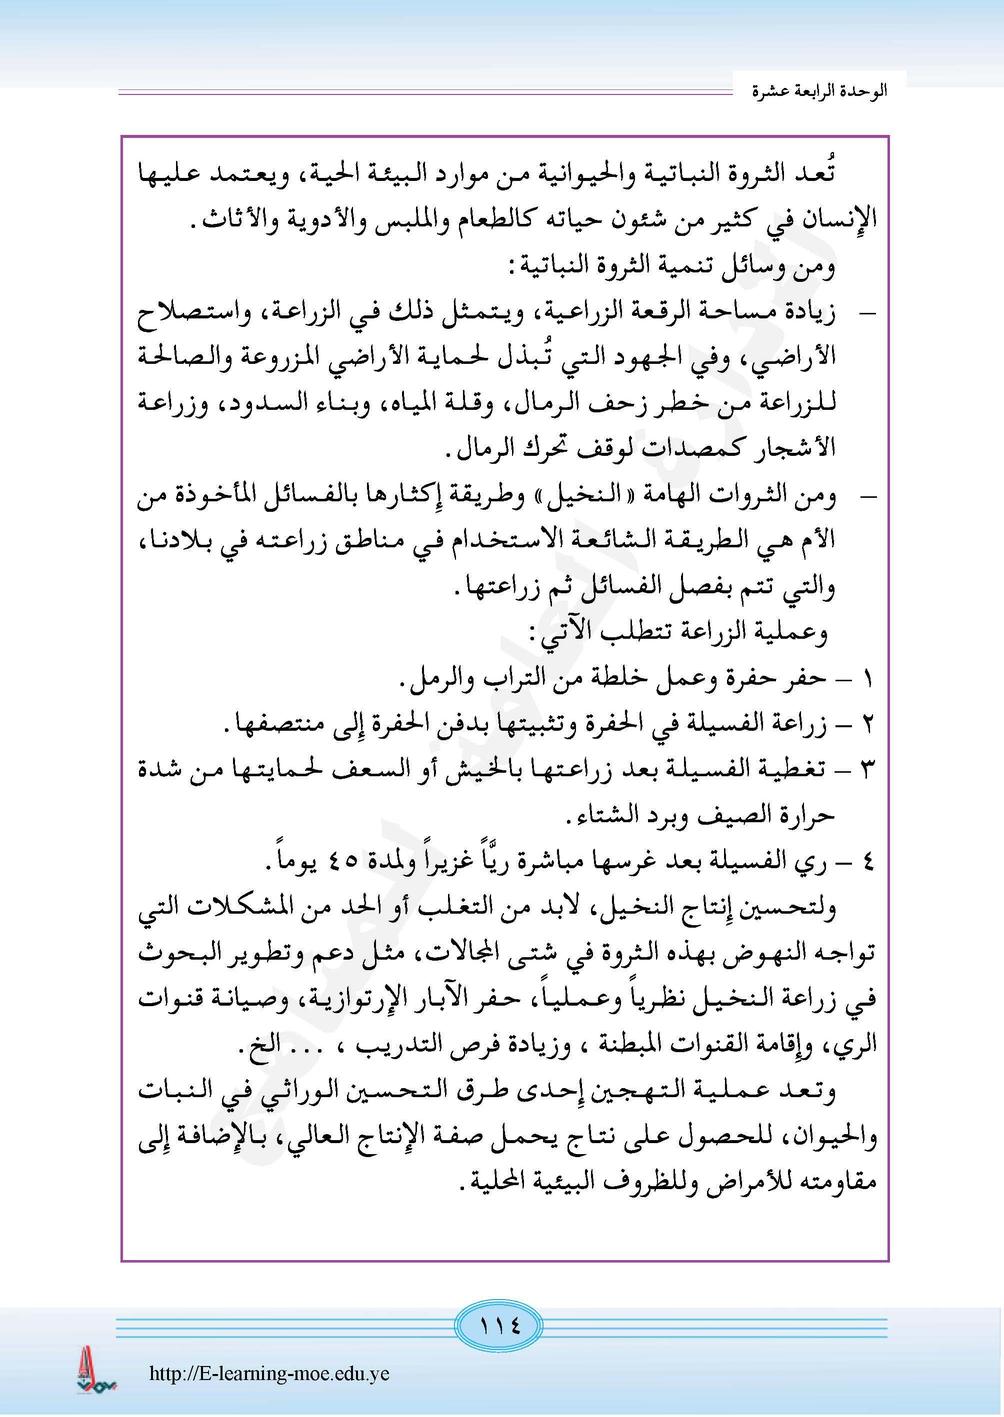 الوحدة الرابعة عشرة
تُعد الثروة النباتية والحيوانية من موارد البيئة الحية، ويعتمد عليها
الإنسان في كثير من شئون حياته كالطعام والملبس والأدوية والأثاث.
ومن وسائل تنمية الثروة النباتية:
– زيادة مساحة الرقعة الزراعية، ويتمثل ذلك في الزراعة، واستصلاح
الأراضي، وفي الجهود التي تُبذل لحماية الأراضي المزروعة والصالحة
للزراعة من خطر زحف الرمال، وقلة المياه، وبناء السدود، وزراعة
الأشجار كمصدات لوقف تحرك الرمال.
– ومن الثروات الهامة «النخيل» وطريقة إكثارها بالفسائل المأخوذة من
الأم هي الطريقة الشائعة الاستخدام في مناطق زراعته في بلادنا،
والتي تتم بفصل الفسائل ثم زراعتها.
وعملية الزراعة تتطلب الآتي:
١ – حفر حفرة وعمل خلطة من التراب والرمل.
٢ – زراعة الفسيلة في الحفرة وتثبيتها بدفن الحفرة إلى منتصفها.
٣ – تغطية الفسيلة بعد زراعتها بالخيش أو السعف لحمايتها من شدة
حرارة الصيف وبرد الشتاء.
٤ – ري الفسيلة بعد غرسها مباشرة ريَّاً غزيراً ولمدة ٤٥ يوماً.
ولتحسين إنتاج النخيل، لابد من التغلب أو الحد من المشكلات التي
تواجه النهوض بهذه الثروة في شتى المجالات، مثل دعم وتطوير البحوث
في زراعة النخيل نظرياً وعملياً، حفر الآبار الإرتوازية، وصيانة قنوات
الري، وإقامة القنوات المبطنة ، وزيادة فرص التدريب ، ... الخ.
وتعد عملية التهجين إحدى طرق التحسين الوراثي في النبات
والحيوان، للحصول على نتاج يحمل صفة الإنتاج العالي، بالإضافة إلى
مقاومته للأمراض وللظروف البيئية المحلية.
١١٤
http://E-learning-moe.edu.ye